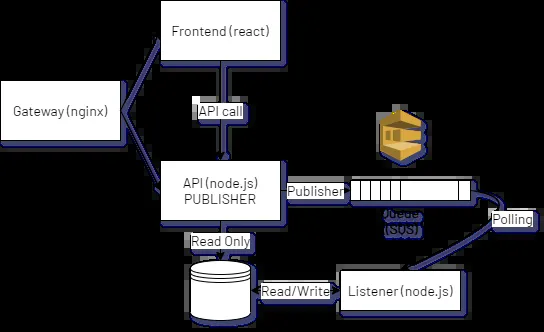 Frontend (react)
Gateway (nginx)
API call
API (node.js)
PUBLISHER
Publisher
Queue
(SQS)
Polling
Read Only
Read/Write
Listener (node.js)